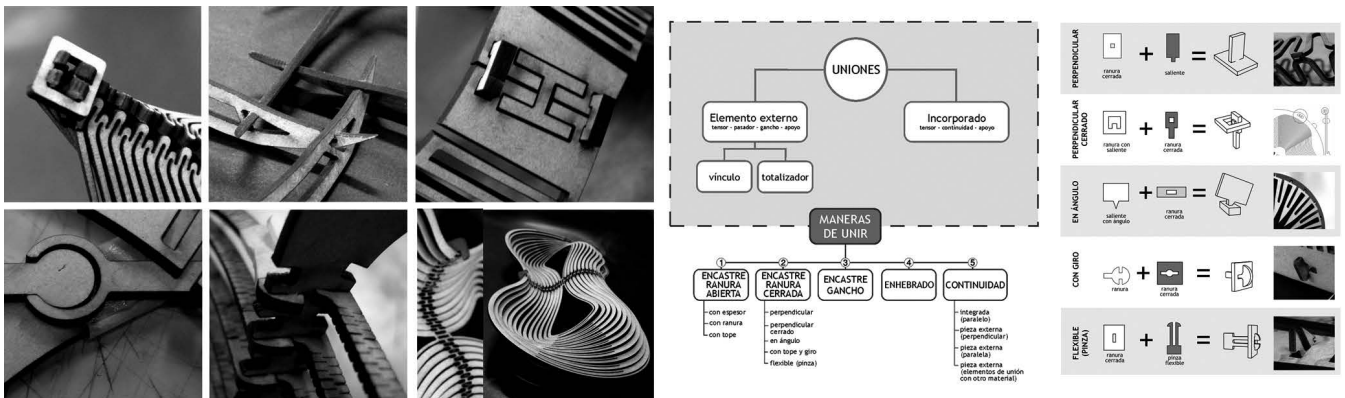 UNIONES
Elemento externo
tensor - pasador - gancho - apoyo
Incorporado
tensor - continuidad - apoyo
vínculo
totalizador
MANERAS
DE UNIR
1
2
3
4
5
ENCASTRE
RANURA
ABIERTA
ENCASTRE
RANURA
CERRADA
ENCASTRE
GANCHO
ENHEBRADO
CONTINUIDAD
con espesor
con ranura
con tope
perpendicular
perpendicular
cerrado
en ángulo
con tope y giro
flexible (pinza)
integrada
(paralelo)
pieza externa
(perpendicular)
pieza externa
(paralela)
pieza externa
(elementos de unión
con otro material)
PERPENDICULAR
ranura
cerrada
+
saliente
=
PERPENDICULAR
CERRADO
ranura con
saliente
+
ranura
cerrada
=
EN ÁNGULO
saliente
con ángulo
+
ranura
cerrada
=
CON GIRO
ranura
+
ranura
cerrada
=
FLEXIBLE
(PINZA)
ranura
cerrada
+
pinza
flexible
=